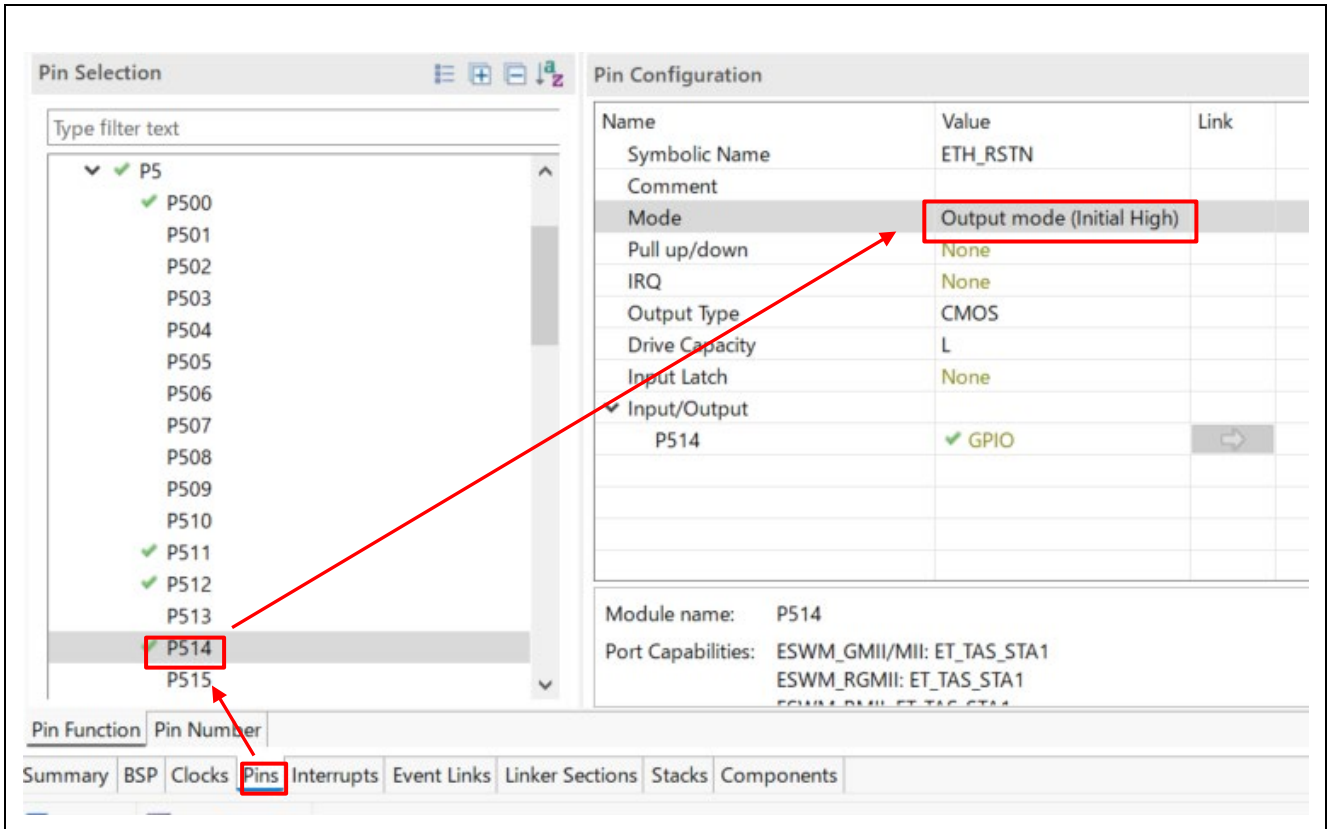 Pin Selection
Type filter text
P5
P500
P501
P502
P503
P504
P505
P506
P507
P508
P509
P510
P511
P512
P513
P514
P515
Pin Configuration
Name Value Link
Symbolic Name ETH_RSTN
Comment
Mode Output mode (Initial High)
Pull up/down None
IRQ None
Output Type CMOS
Drive Capacity L
Input Latch None
Input/Output
P514 GPIO
Module name: P514
Port Capabilities: ESWM_GMII/MII: ET_TAS_STA1
ESWM_RGMII: ET_TAS_STA1
Pin Function Pin Number
Summary BSP Clocks Pins Interrupts Event Links Linker Sections Stacks Components